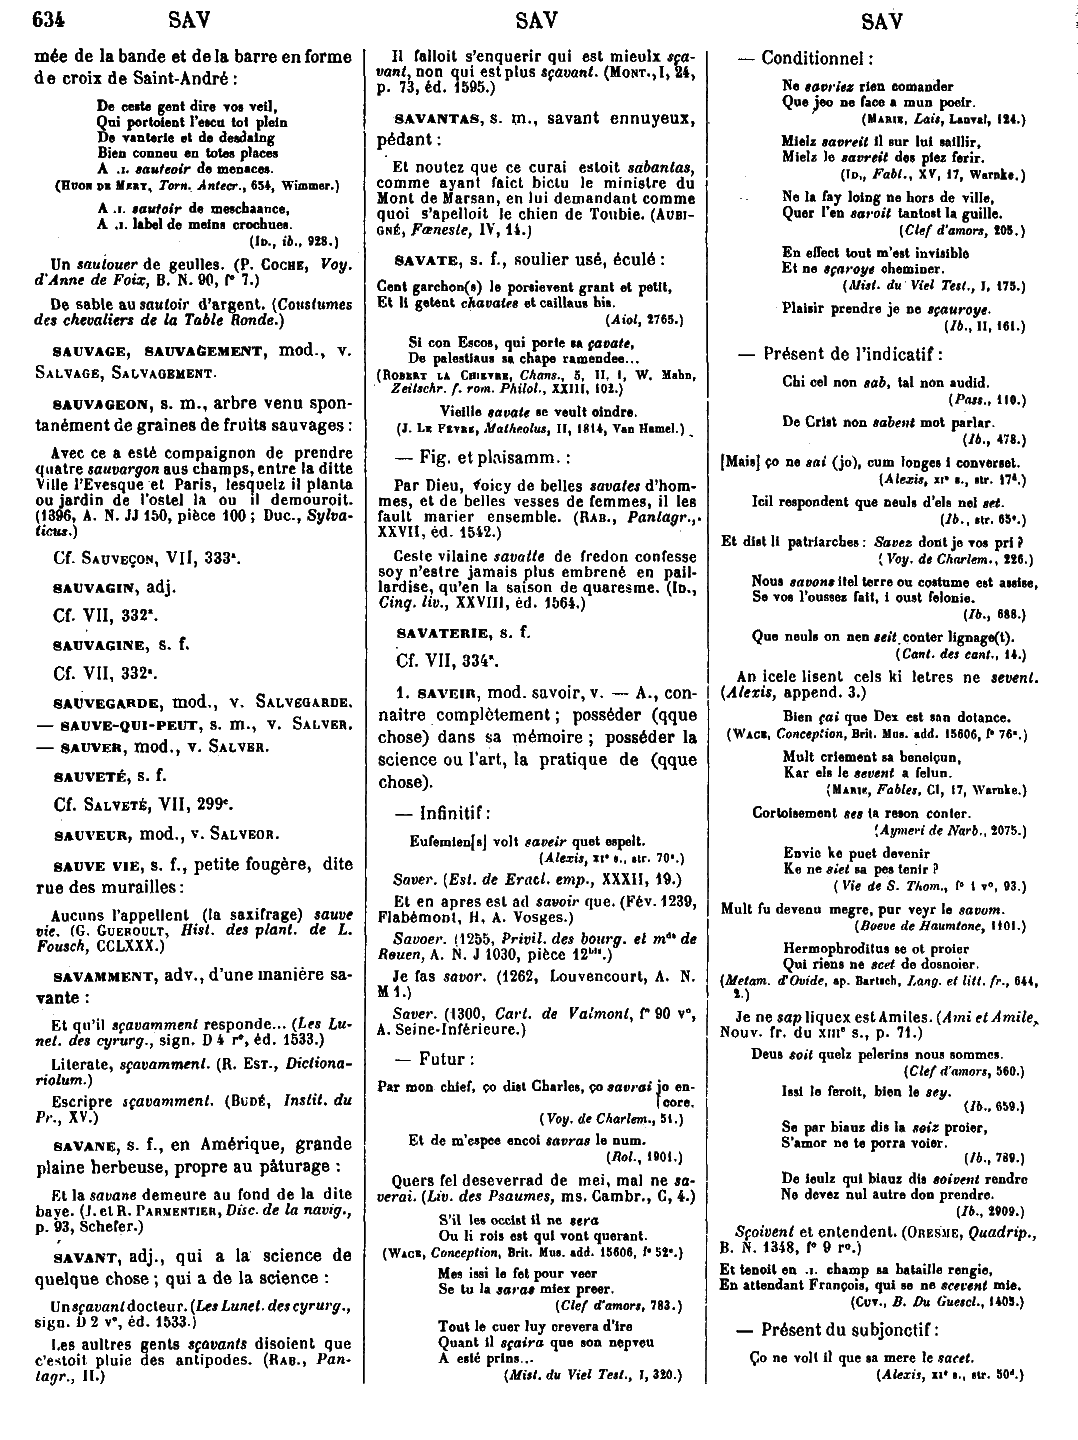 634 SAV SAV SAV
mée de la bande et de la barre en forme
de croix de Saint-André :
De ceste gent dire vos veil,
Qui portoient l'escu tot plein
De vanterie et de desdaing
Bien conneu en totes places
A .I. sauteoir de menaces.
(HUON DE MERY, Torn. Antecr., 654, Wimmer.)
A .I. sautoir de mescheance,
A .I. label de meins crochues.
(ID., ib., 928.)
Un sautouer de geulles. (P. COCHE, Voy.
d'Anne de Foix, B. N. 90, f° 7.)
De sable au sautoir d'argent. (Coustumes
des chevaliers de la Table Ronde.)
SAUVAGE, SAUVAGEMENT, mod., v.
SALVAGE, SALVAGEMENT.
SAUVAGEON, s. m., arbre venu spon-
tanément de graines de fruits sauvages :
Avec ce a esté compaignon de prendre
quatre sauvargon aus champs, entre la ditte
Ville l'Evesque et Paris, lesquelz il planta
ou jardin de l'ostel la ou il demouroit.
(1396, A. N. JJ 150, pièce 100 ; Duc., Sylva-
ticus.)
Cf. SAUVEÇON, VII, 333ᵃ.
SAUVAGIN, adj.
Cf. VII, 332ᵃ.
SAUVAGINE, s. f.
Cf. VII, 332ᵃ.
SAUVEGARDE, mod., v. SALVEGARDE.
— SAUVE-QUI-PEUT, s. m., v. SALVER.
— SAUVER, mod., v. SALVER.
SAUVETÉ, s. f.
Cf. SALVETÉ, VII, 299ᶜ.
SAUVEUR, mod., v. SALVEOR.
SAUVE VIE, s. f., petite fougère, dite
rue des murailles :
Aucuns l'appellent (la saxifrage) sauve
vie. (G. GUEROULT, Hist. des plant. de L.
Fousch, CCLXXX.)
SAVAMMENT, adv., d'une manière sa-
vante :
Et qu'il sçavamment responde... (Les Lu-
net. des cyrurg., sign. D 4 r°, éd. 1533.)
Literate, sçavamment. (R. EST., Dictiona-
riolum.)
Escripre sçavamment. (BUDÉ, Instit. du
Pr., XV.)
SAVANE, s. f., en Amérique, grande
plaine herbeuse, propre au pâturage :
Et la savane demeure au fond de la dite
baye. (J. et R. PARMENTIER, Disc. de la navig.,
p. 93, Schefer.)
SAVANT, adj., qui a la science de
quelque chose ; qui a de la science :
Un sçavant docteur. (Les Lunet. des cyrurg.,
sign. D 2 v°, éd. 1533.)
Les aultres gents sçavants disoient que
c'estoit pluie des antipodes. (RAB., Pan-
tagr., II.)
Il falloit s'enquerir qui est mieulx sça-
vant, non qui est plus sçavant. (MONT., I, 24,
p. 73, éd. 1595.)
SAVANTAS, s. m., savant ennuyeux,
pédant :
Et noutez que ce curai estoit sabantas,
comme ayant faict bictu le ministre du
Mont de Marsan, en lui demandant comme
quoi s'apelloit le chien de Toubie. (AUBI-
GNÉ, Fæneste, IV, 14.)
SAVATE, s. f., soulier usé, éculé :
Cent garchon(s) le porsievent grant et petit,
Et li getent chavates et caillaus bis.
(Aiol, 2765.)
Si con Escos, qui porte sa çavate,
De palestiaus sa chape ramendee...
(ROBERT LA CHIEVRE, Chans., 5, II, 1, W. Mahn,
Zeitschr. f. rom. Philol., XXIII, 102.)
Vieille savate se veult oindre.
(J. LE FEVRE, Matheolus, II, 1814, Van Hamel.)
— Fig. et plaisamm. :
Par Dieu, voicy de belles savates d'hom-
mes, et de belles vesses de femmes, il les
fault marier ensemble. (RAB., Pantagr.,
XXVII, éd. 1542.)
Ceste vilaine savatte de fredon confesse
soy n'estre jamais plus embrené en pail-
lardise, qu'en la saison de quaresme. (ID.,
Cinq. liv., XXVIII, éd. 1564.)
SAVATERIE, s. f.
Cf. VII, 334ᵃ.
1. SAVEIR, mod. savoir, v. — A., con-
naitre complètement ; posséder (qque
chose) dans sa mémoire ; posséder la
science ou l'art, la pratique de (qque
chose).
— Infinitif :
Eufemien[s] volt saveir quet espelt.
(Alexis, XIᵉ s., str. 70ᵃ.)
Saver. (Est. de Eracl. emp., XXXII, 19.)
Et en apres est ad savoir que. (Fév. 1239,
Flabémont, H, A. Vosges.)
Savoer. (1255, Privil. des bourg. et mᵈˢ de
Rouen, A. N. J 1030, pièce 12ᵇⁱˢ.)
Je fas savor. (1262, Louvencourt, A. N.
M 1.)
Saver. (1300, Cart. de Valmont, f° 90 v°,
A. Seine-Inférieure.)
— Futur :
Par mon chief, ço dist Charles, ço savrai jo en-
[core.
(Voy. de Charlem., 51.)
Et de m'espee encoi savras le num.
(Rol., 1901.)
Quers fel deseverrad de mei, mal ne sa-
verai. (Liv. des Psaumes, ms. Cambr., C, 4.)
S'il les occist il ne sera
Ou li rois est qui vont querant.
(WACE, Conception, Brit. Mus. add. 15606, f° 52ᵃ.)
Mes issi le fet pour veer
Se tu la saras miex preer.
(Clef d'amors, 783.)
Tout le cuer luy crevera d'ire
Quant il sçaira que son nepveu
A esté prins...
(Mist. du Viel Test., I, 320.)
— Conditionnel :
Ne savriez rien comander
Que jeo ne face a mun poeir.
(MARIE, Lais, Lanval, 124.)
Mielz savreit il sur lui saillir,
Mielz le savreit des piez ferir.
(ID., Fabl., XV, 17, Warnke.)
Ne la fay loing ne hors de ville,
Quer l'en saroit tantost la guille.
(Clef d'amors, 205.)
En effect tout m'est invisible
Et ne sçaroye cheminer.
(Mist. du Viel Test., I, 175.)
Plaisir prendre je ne sçauroye.
(Ib., II, 161.)
— Présent de l'indicatif :
Chi cel non sab, tal non audid.
(Pass., 110.)
De Crist non sabent mot parlar.
(Ib., 478.)
[Mais] ço ne sai (jo), cum longes i converset.
(Alexis, XIᵉ s., str. 17ᵈ.)
Icil respondent que neuls d'els nel set.
(Ib., str. 65ᵉ.)
Et dist li patriarches : Savez dont jo vos pri ?
(Voy. de Charlem., 226.)
Nous savons itel terre ou costume est assise,
Se vos l'oussez fait, i oust felonie.
(Ib., 688.)
Que neuls on nen seit conter lignage(t).
(Cant. des cant., 14.)
An icele lisent cels ki letres ne sevent.
(Alexis, append. 3.)
Bien çai que Dex est san dotance.
(WACE, Conception, Brit. Mus. add. 15606, f° 76ᵃ.)
Mult criement sa beneïçun,
Kar els le sevent a felun.
(MARIE, Fables, CI, 17, Warnke.)
Cortoisement ses ta reson conter.
(Aymeri de Narb., 2075.)
Envie ke puet devenir
Ke ne siet sa pes tenir ?
(Vie de S. Thom., f° 1 v°, 93.)
Mult fu devenu megre, pur veyr le savom.
(Boeve de Haumtone, 1101.)
Hermophroditus se ot proier
Qui riens ne scet de dosnoier.
(Metam. d'Ovide, ap. Bartsch, Lang. et litt. fr., 644,
2.)
Je ne sap liquex est Amiles. (Ami et Amile,
Nouv. fr. du XIIIᵉ s., p. 71.)
Deus soit quelz pelerins nous sommes.
(Clef d'amors, 560.)
Issi le feroit, bien le sey.
(Ib., 659.)
Se par biauz dis la seiz proier,
S'amor ne te porra voier.
(Ib., 789.)
De ieulz qui biauz dis soivent rendre
Ne devez nul autre don prendre.
(Ib., 2909.)
Sçoivent et entendent. (ORESME, Quadrip.,
B. N. 1348, f° 9 r°.)
Et tenoit en .I. champ sa bataille rengie,
En attendant François, qui se ne scevent mie.
(CUV., B. Du Guescl., 1405.)
— Présent du subjonctif :
Ço ne volt il que sa mere le sacet.
(Alexis, XIᵉ s., str. 50ᵈ.)